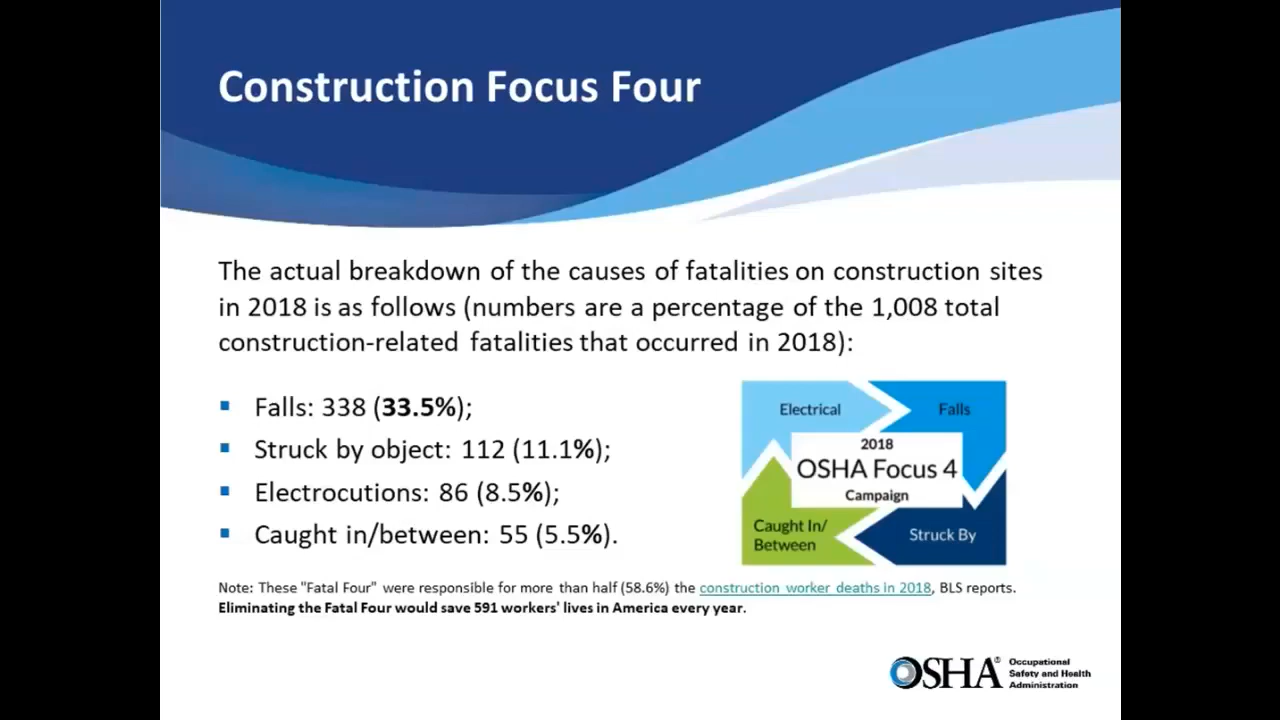 Construction Focus Four
The actual breakdown of the causes of fatalities on construction sites
in 2018 is as follows (numbers are a percentage of the 1,008 total
construction-related fatalities that occurred in 2018):
▪ Falls: 338 (33.5%);
▪ Struck by object: 112 (11.1%);
▪ Electrocutions: 86 (8.5%);
▪ Caught in/between: 55 (5.5%).
Electrical
Falls
2018
OSHA Focus 4
Campaign
Caught In/
Between
Struck By
Note: These "Fatal Four" were responsible for more than half (58.6%) the construction worker deaths in 2018, BLS reports.
Eliminating the Fatal Four would save 591 workers' lives in America every year.
OSHA®
Occupational
Safety and Health
Administration